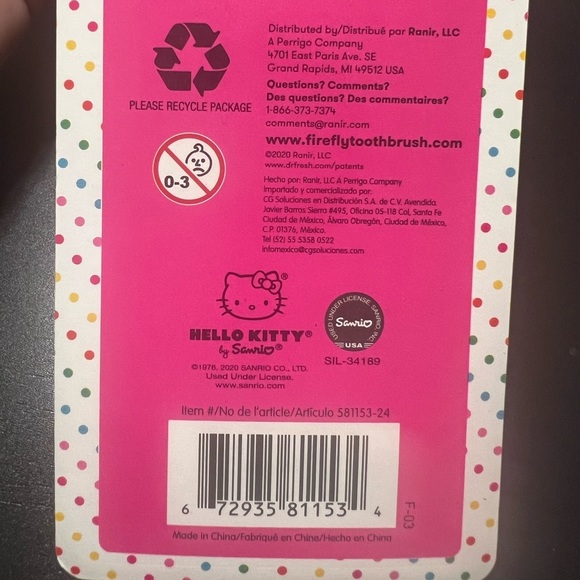 Distributed by/Distribué par Ranir, LLC
A Perrigo Company
4701 East Paris Ave. SE
Grand Rapids, MI 49512 USA
PLEASE RECYCLE PACKAGE
Questions? Comments?
Des questions? Des commentaires?
1-866-373-7374
comments@ranir.com
www.fireflytoothbrush.com
©2020 Ranir, LLC
www.drfresh.com/patents
0-3
Hecho por: Ranir, LLC A Perrigo Company
Importado y comercializado por:
CG Soluciones en Distribución S.A. de C.V. Avendida.
Javier Barros Sierra #495, Oficina 05-118 Col, Santa Fe
Ciudad de México, Álvaro Obregón, Ciudad de México,
C.P. 01376, México.
Tel (52) 55 5358 0522
infomexico@cgsoluciones.com
HELLO KITTY®
by Sanrio®
©1976, 2020 SANRIO CO., LTD.
Used Under License.
www.sanrio.com
USED UNDER LICENSE. SANRIO, INC.
Sanrio
USA
SIL-34189
Item #/No de l'article/Artículo 581153-24
6 72935 81153 4
F-03
Made in China/Fabriqué en Chine/Hecho en China